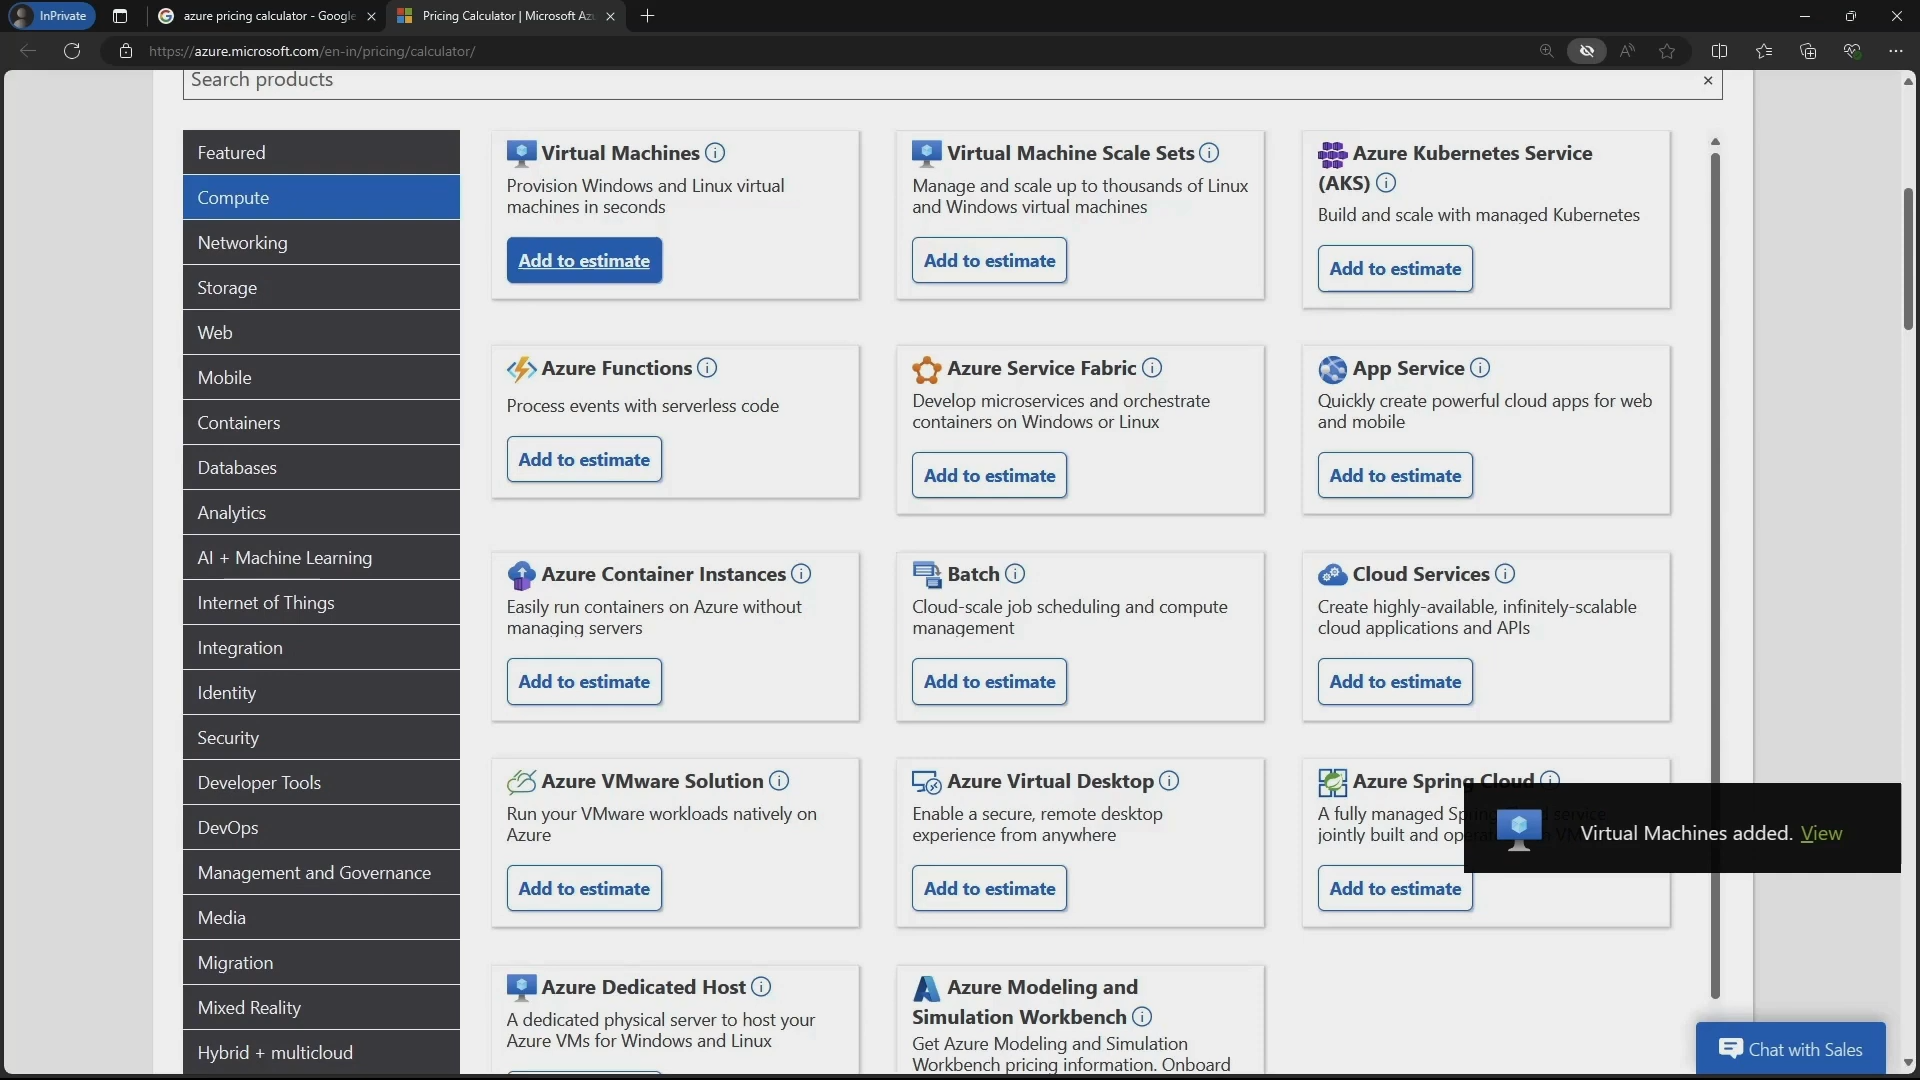 InPrivate
azure pricing calculator - Google
Pricing Calculator | Microsoft Az
https://azure.microsoft.com/en-in/pricing/calculator/
Search products
Featured
Compute
Networking
Storage
Web
Mobile
Containers
Databases
Analytics
AI + Machine Learning
Internet of Things
Integration
Identity
Security
Developer Tools
DevOps
Management and Governance
Media
Migration
Mixed Reality
Hybrid + multicloud
Virtual Machines
Provision Windows and Linux virtual
machines in seconds
Add to estimate
Virtual Machine Scale Sets
Manage and scale up to thousands of Linux
and Windows virtual machines
Add to estimate
Azure Kubernetes Service
(AKS)
Build and scale with managed Kubernetes
Add to estimate
Azure Functions
Process events with serverless code
Add to estimate
Azure Service Fabric
Develop microservices and orchestrate
containers on Windows or Linux
Add to estimate
App Service
Quickly create powerful cloud apps for web
and mobile
Add to estimate
Azure Container Instances
Easily run containers on Azure without
managing servers
Add to estimate
Batch
Cloud-scale job scheduling and compute
management
Add to estimate
Cloud Services
Create highly-available, infinitely-scalable
cloud applications and APIs
Add to estimate
Azure VMware Solution
Run your VMware workloads natively on
Azure
Add to estimate
Azure Virtual Desktop
Enable a secure, remote desktop
experience from anywhere
Add to estimate
Azure Spring Cloud
A fully managed
jointly built and
Add to estimate
Virtual Machines added. View
Azure Dedicated Host
A dedicated physical server to host your
Azure VMs for Windows and Linux
Azure Modeling and
Simulation Workbench
Get Azure Modeling and Simulation
Workbench pricing information. Onboard
Chat with Sales